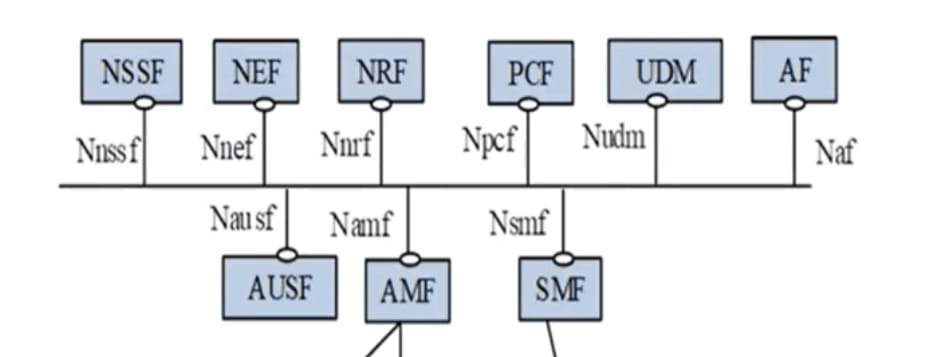 NSSF NEF NRF PCF UDM AF
Nnssf Nnef Nnrf Npcf Nudm Naf
Nausf Namf Nsmf
AUSF AMF SMF